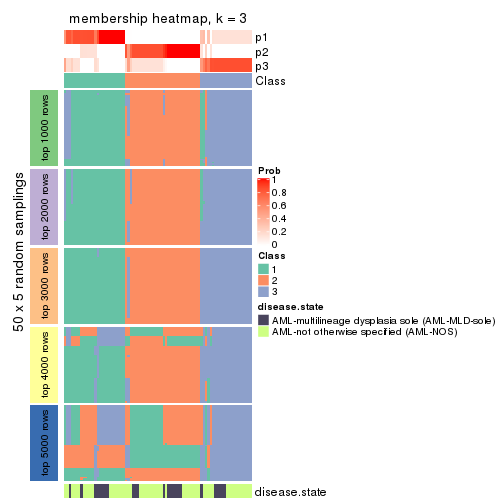 membership heatmap, k = 3
p1
p2
p3
Class
50 x 5 random samplings
top 1000 rows
top 2000 rows
top 3000 rows
top 4000 rows
top 5000 rows
Prob
1
0.8
0.6
0.4
0.2
0
Class
1
2
3
disease.state
AML-multilineage dysplasia sole (AML-MLD-sole)
AML-not otherwise specified (AML-NOS)
disease.state